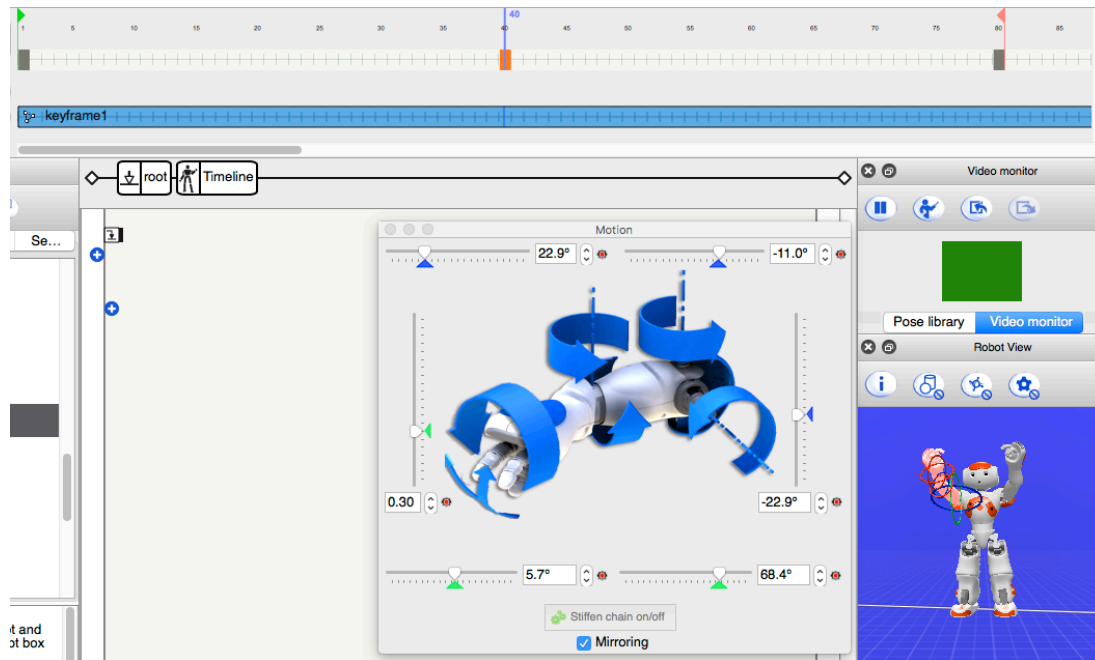 40
1 5 10 15 20 25 30 35 40 45 50 55 60 65 70 75 80 85
keyframe1
root Timeline
Video monitor
Se...
Motion
22.9° -11.0°
Pose library Video monitor
Robot View
0.30 -22.9°
5.7° 68.4°
Stiffen chain on/off
Mirroring
t and
ot box